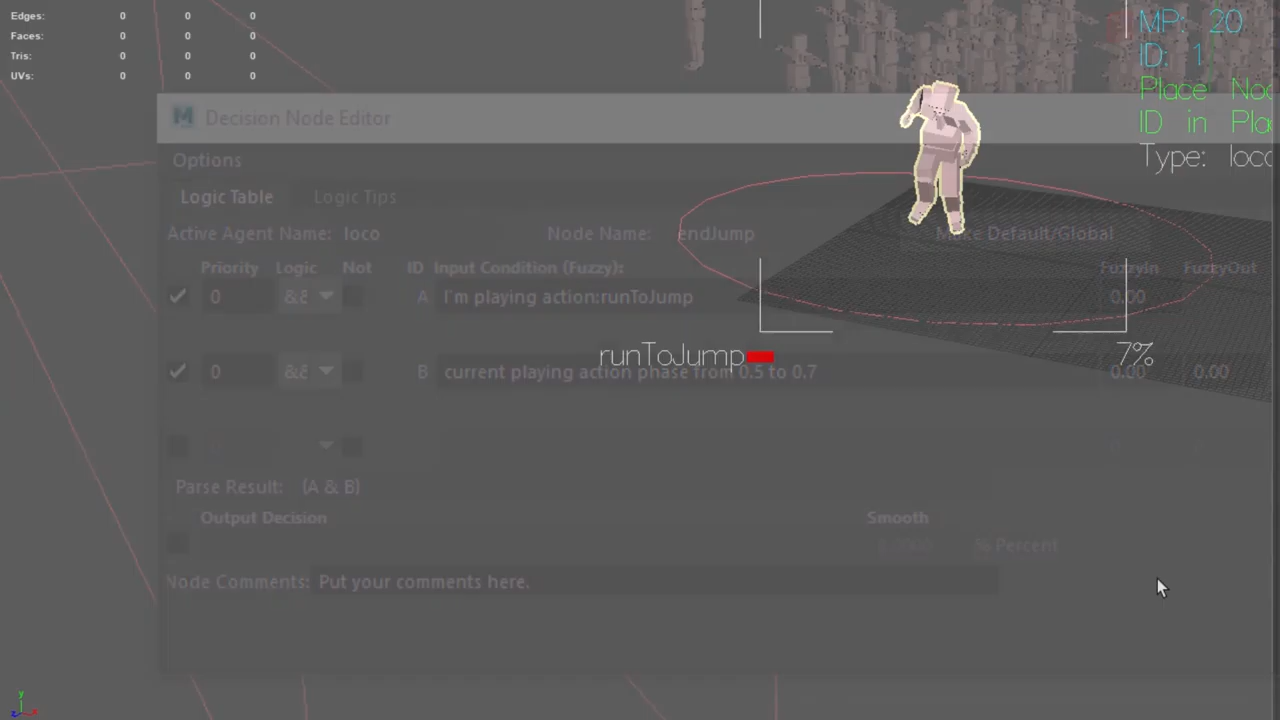 Edges: 0 0 0
Faces: 0 0 0
Tris: 0 0 0
UVs: 0 0 0
MP: 20
ID: 1
Place
ID in
Type:
Decision Node Editor
Options
Logic Table Logic Tips
Active Agent Name: loco Node Name: endJump Make Default/Global
Priority Logic Not ID Input Condition (Fuzzy): FuzzyIn FuzzyOut
0 A I'm playing action:runToJump 0.00
runToJump 7%
0 B current playing action phase from 0.5 to 0.7 0.00 0.00
Parse Result: (A & B)
Output Decision Smooth
% Percent
Node Comments: Put your comments here.
y
z x